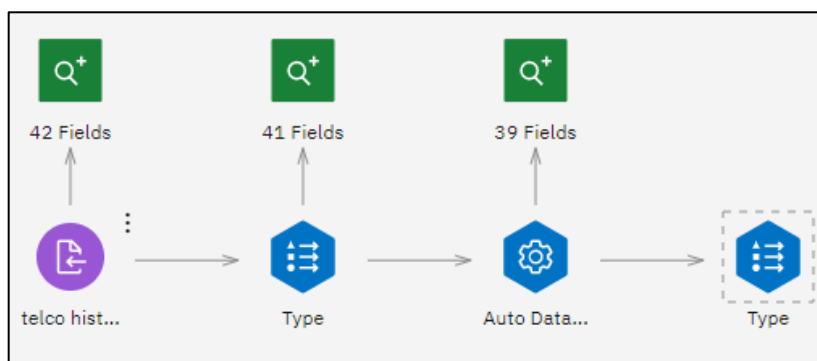 42 Fields
41 Fields
39 Fields
telco hist...
Type
Auto Data...
Type